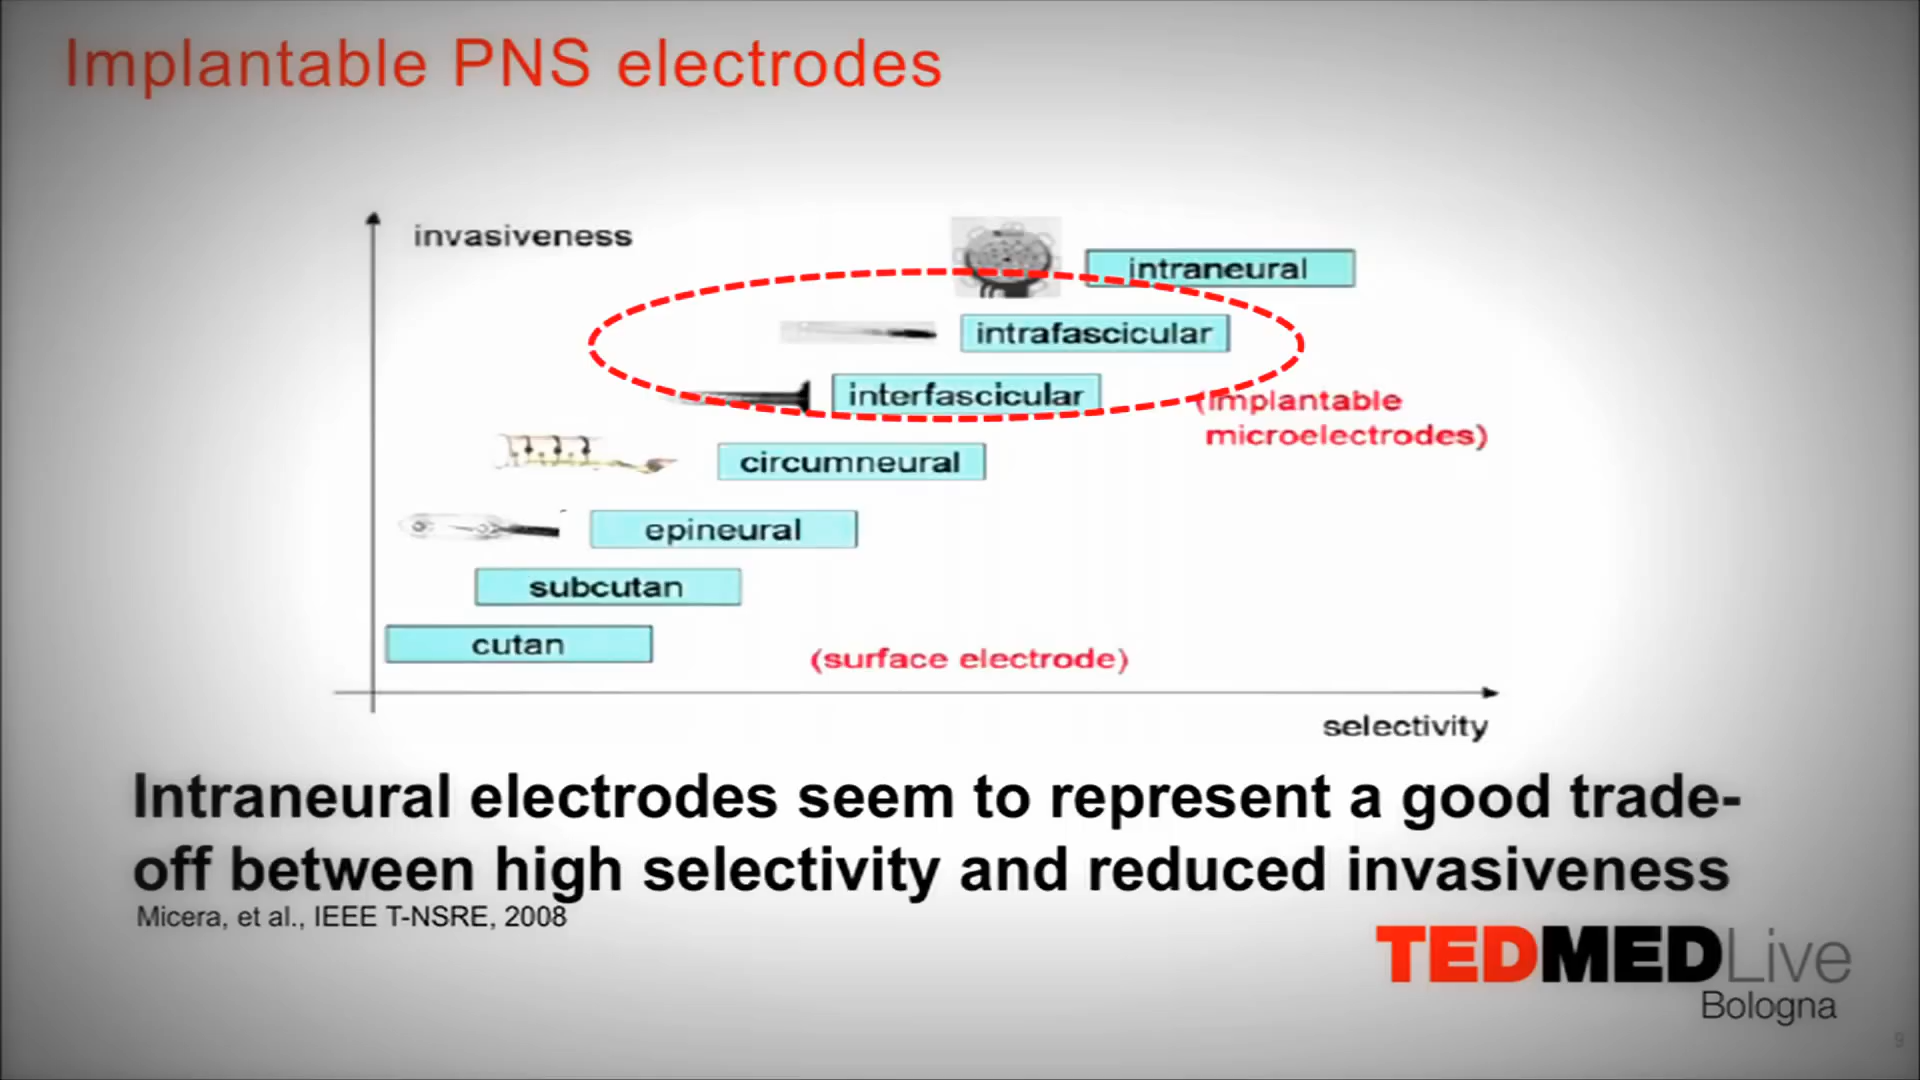 Implantable PNS electrodes
invasiveness
intraneural
intrafascicular
interfascicular
(implantable
microelectrodes)
circumneural
epineural
subcutan
cutan
(surface electrode)
selectivity
Intraneural electrodes seem to represent a good trade-
off between high selectivity and reduced invasiveness
Micera, et al., IEEE T-NSRE, 2008
TEDMEDLive
Bologna
9